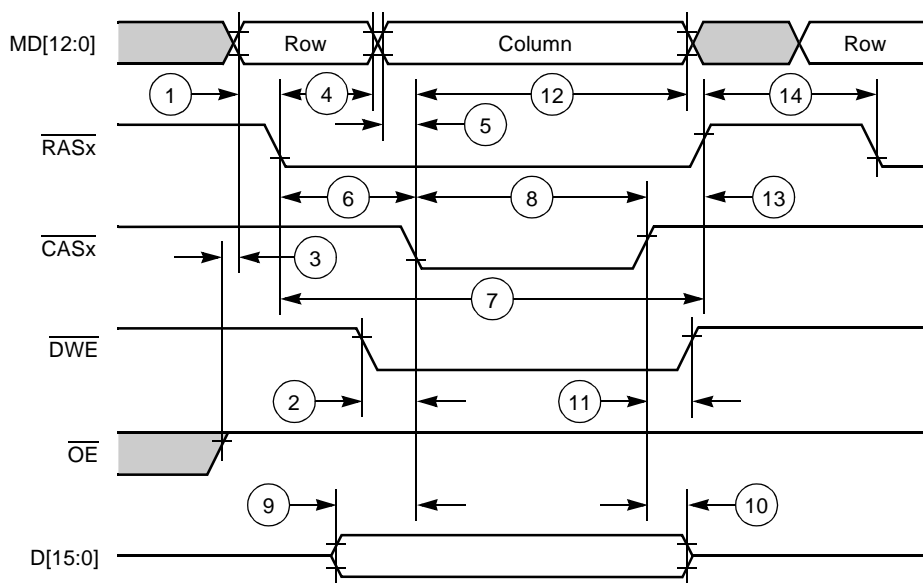 MD[12:0] Row Column Row
1 4 12 14
5
RASx
6 8 13
CASx
3
7
DWE
2 11
OE
9 10
D[15:0]